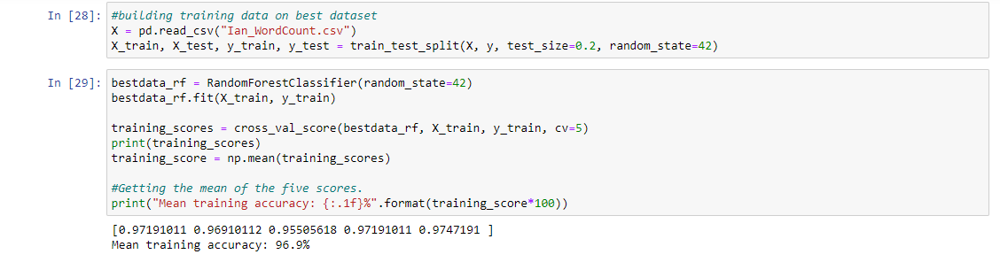 In [28]: #building training data on best dataset
X = pd.read_csv("Ian_WordCount.csv")
X_train, X_test, y_train, y_test = train_test_split(X, y, test_size=0.2, random_state=42)
In [29]: bestdata_rf = RandomForestClassifier(random_state=42)
bestdata_rf.fit(X_train, y_train)
training_scores = cross_val_score(bestdata_rf, X_train, y_train, cv=5)
print(training_scores)
training_score = np.mean(training_scores)
#Getting the mean of the five scores.
print("Mean training accuracy: {:.1f}%".format(training_score*100))
[0.97191011 0.96910112 0.95505618 0.97191011 0.9747191 ]
Mean training accuracy: 96.9%